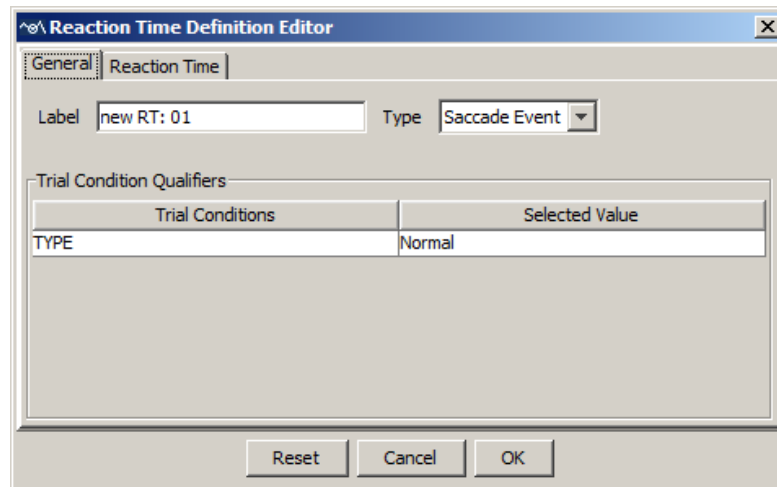 Reaction Time Definition Editor
General Reaction Time
Label new RT: 01 Type Saccade Event
Trial Condition Qualifiers
Trial Conditions Selected Value
TYPE Normal
Reset Cancel OK